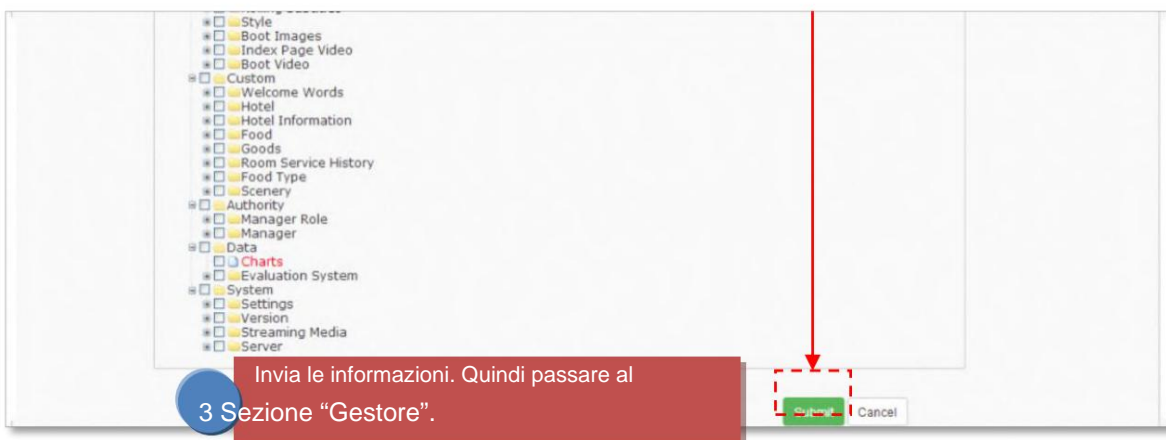 Style
Boot Images
Index Page Video
Boot Video
Custom
Welcome Words
Hotel
Hotel Information
Food
Goods
Room Service History
Food Type
Scenery
Authority
Manager Role
Manager
Data
Charts
Evaluation System
System
Settings
Version
Streaming Media
Server
Invia le informazioni. Quindi passare al
3 Sezione “Gestore”.
Submit Cancel